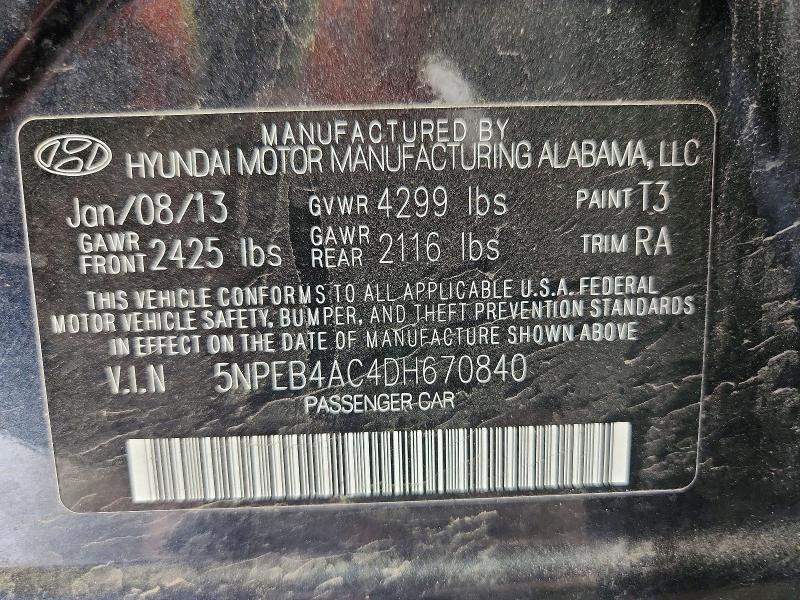 MANUFACTURED BY
HYUNDAI MOTOR MANUFACTURING ALABAMA, LLC
Jan/08/13 GVWR 4299 lbs PAINT T3
GAWR FRONT 2425 lbs GAWR REAR 2116 lbs TRIM RA
THIS VEHICLE CONFORMS TO ALL APPLICABLE U.S.A. FEDERAL
MOTOR VEHICLE SAFETY, BUMPER, AND THEFT PREVENTION STANDARDS
IN EFFECT ON THE DATE OF MANUFACTURE SHOWN ABOVE
V.I.N 5NPEB4AC4DH670840
PASSENGER CAR